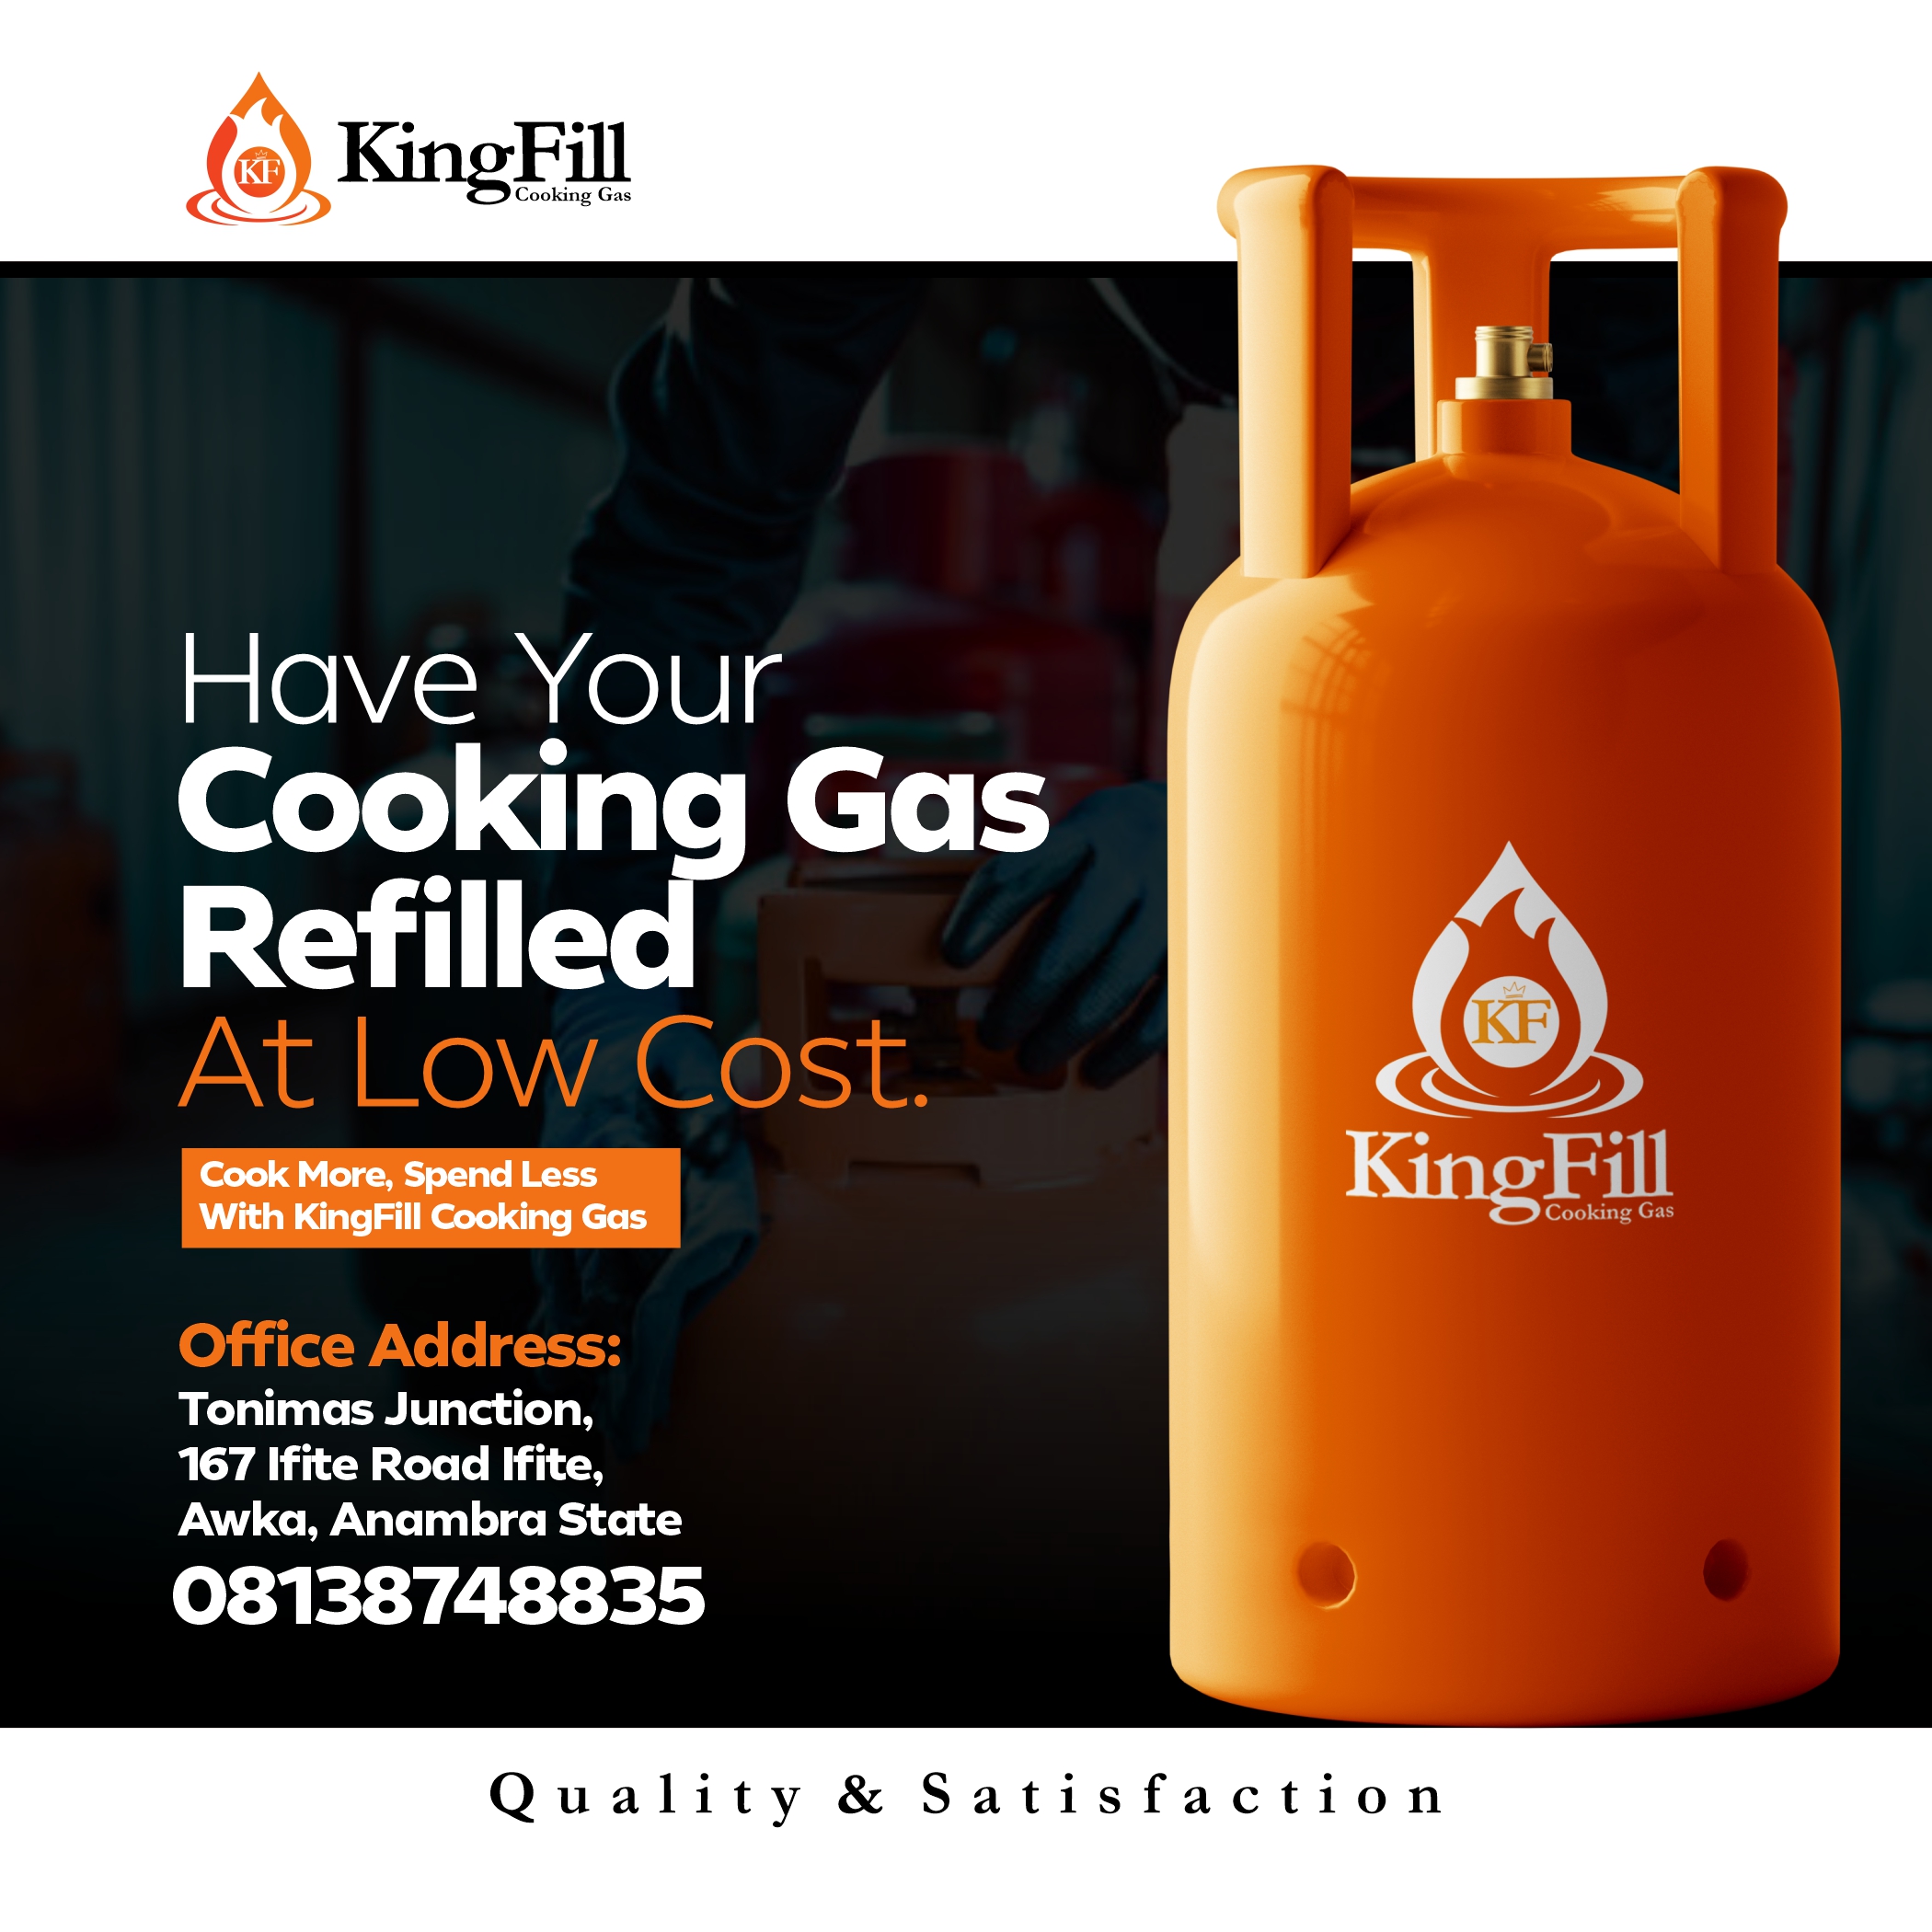 KF
KingFill
Cooking Gas
Have Your
Cooking Gas
Refilled
At Low Cost.
Cook More, Spend Less
With KingFill Cooking Gas
Office Address:
Tonimas Junction,
167 Ifite Road Ifite,
Awka, Anambra State
08138748835
KF
KingFill
Cooking Gas
Quality & Satisfaction